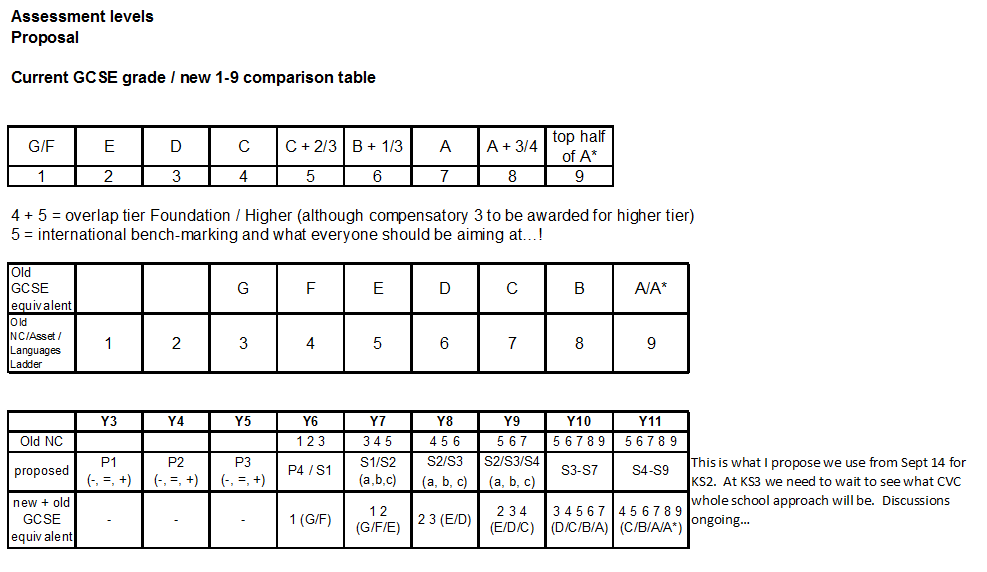 Assessment levels
Proposal
Current GCSE grade / new 1-9 comparison table
G/F E D C C + 2/3 B + 1/3 A A + 3/4 top half of A*
1 2 3 4 5 6 7 8 9
4 + 5 = overlap tier Foundation / Higher (although compensatory 3 to be awarded for higher tier)
5 = international bench-marking and what everyone should be aiming at…!
Old
GCSE
equivalent G F E D C B A/A*
Old
NC/Asset /
Languages
Ladder 1 2 3 4 5 6 7 8 9
Y3 Y4 Y5 Y6 Y7 Y8 Y9 Y10 Y11
Old NC 1 2 3 3 4 5 4 5 6 5 6 7 5 6 7 8 9 5 6 7 8 9
proposed P1 (-, =, +) P2 (-, =, +) P3 (-, =, +) P4 / S1 S1/S2 (a,b,c) S2/S3 (a, b, c) S2/S3/S4 (a, b, c) S3-S7 S4-S9
new + old
GCSE
equivalent - - - 1 (G/F) 1 2 (G/F/E) 2 3 (E/D) 2 3 4 (E/D/C) 3 4 5 6 7 (D/C/B/A) 4 5 6 7 8 9 (C/B/A/A*)
This is what I propose we use from Sept 14 for
KS2.  At KS3 we need to wait to see what CVC
whole school approach will be.  Discussions
ongoing…